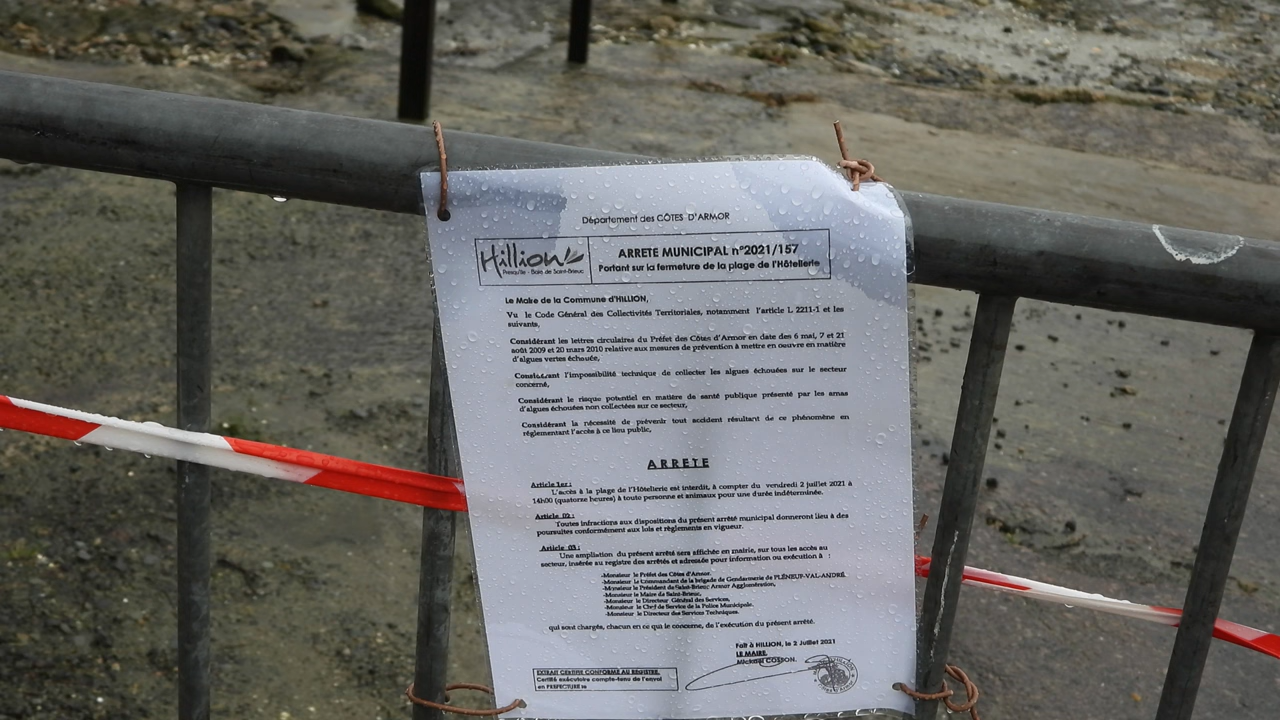 Département des CÔTES D'ARMOR
Hillion
Presqu'île - Baie de Saint-Brieuc
ARRETE MUNICIPAL n°2021/157
Portant sur la fermeture de la plage de l'Hôtellerie
Le Maire de la Commune d'HILLION,
Vu le Code Général des Collectivités Territoriales, notamment l'article L 2211-1 et les
suivants,
Considérant les lettres circulaires du Préfet des Côtes d'Armor en date des 6 mai, 7 et 21
août 2009 et 20 mars 2010 relative aux mesures de prévention à mettre en oeuvre en matière
d'algues vertes échouée,
Considérant l'impossibilité technique de collecter les algues échouées sur le secteur
concerné,
Considérant le risque potentiel en matière de santé publique présenté par les amas
d'algues échouées non collectées sur ce secteur,
Considérant la nécessité de prévenir tout accident résultant de ce phénomène en
réglementant l'accès à ce lieu public,
ARRETE
Article 1er :
L'accès à la plage de l'Hôtellerie est interdit, à compter du vendredi 2 juillet 2021 à
14h00 (quatorze heures) à toute personne et animaux pour une durée indéterminée.
Article 02 :
Toutes infractions aux dispositions du présent arrêté municipal donneront lieu à des
poursuites conformément aux lois et règlements en vigueur.
Article 03 :
Une ampliation du présent arrêté sera affichée en mairie, sur tous les accès au
secteur, insérée au registre des arrêtés et adressée pour information ou exécution à :
-Monsieur le Préfet des Côtes d'Armor.
-Monsieur le Commandant de la brigade de Gendarmerie de PLÉNEUF-VAL-ANDRÉ.
-Monsieur le Président de Saint-Brieuc Armor Agglomération,
-Monsieur le Maire de Saint-Brieuc,
-Monsieur le Directeur Général des Services,
-Monsieur le Chef de Service de la Police Municipale.
-Monsieur le Directeur des Services Techniques.
qui sont chargés, chacun en ce qui le concerne, de l'exécution du présent arrêté.
Fait à HILLION, le 2 juillet 2021
LE MAIRE,
Mickaël COSSON.
EXTRAIT CERTIFIE CONFORME AU REGISTRE
Certifié exécutoire compte-tenu de l'envoi
en PREFECTURE le